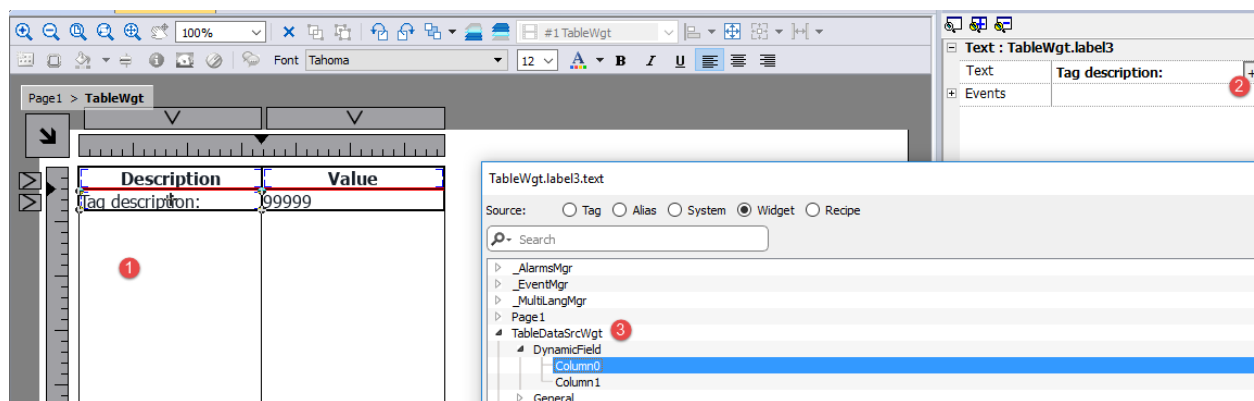 100%
#1 TableWgt
Font Tahoma
12
A
B I U
Page1 > TableWgt
Description Value
Tag description: 99999
1
Text : TableWgt.label3
Text Tag description: +
2
Events
TableWgt.label3.text
Source: Tag Alias System Widget Recipe
Search
_AlarmsMgr
_EventMgr
_MultiLangMgr
Page1
TableDataSrcWgt 3
DynamicField
Column0
Column1
General